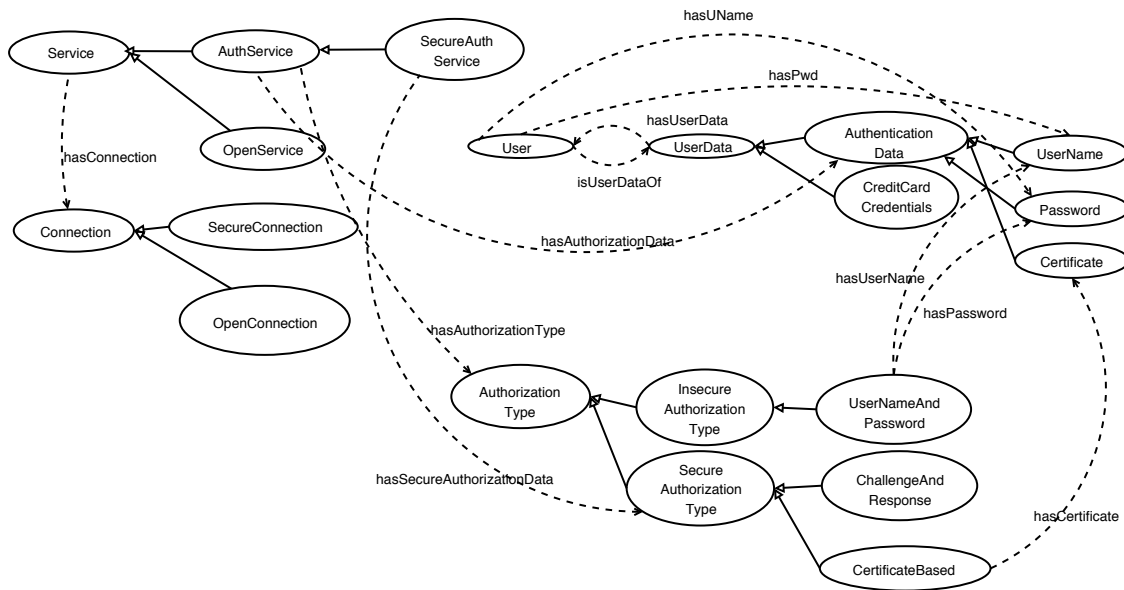 hasUName
Service
AuthService
SecureAuth
Service
hasPwd
hasUserData
Authentication
Data
OpenService
User
UserData
UserName
hasConnection
isUserDataOf
CreditCard
Credentials
Connection
SecureConnection
Password
hasAuthorizationData
Certificate
hasUserName
OpenConnection
hasPassword
hasAuthorizationType
Authorization
Type
Insecure
Authorization
Type
UserNameAnd
Password
hasSecureAuthorizationData
Secure
Authorization
Type
ChallengeAnd
Response
hasCertificate
CertificateBased